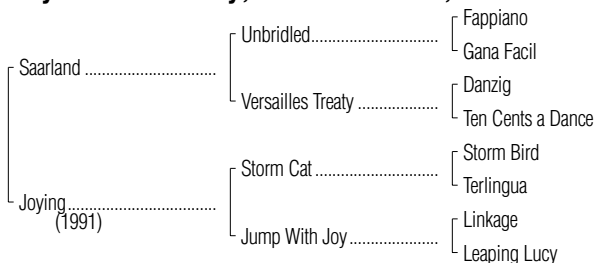 Fappiano
Unbridled
Gana Facil
Saarland
Danzig
Versailles Treaty
Ten Cents a Dance
Storm Bird
Storm Cat
Terlingua
Joying
(1991)
Linkage
Jump With Joy
Leaping Lucy